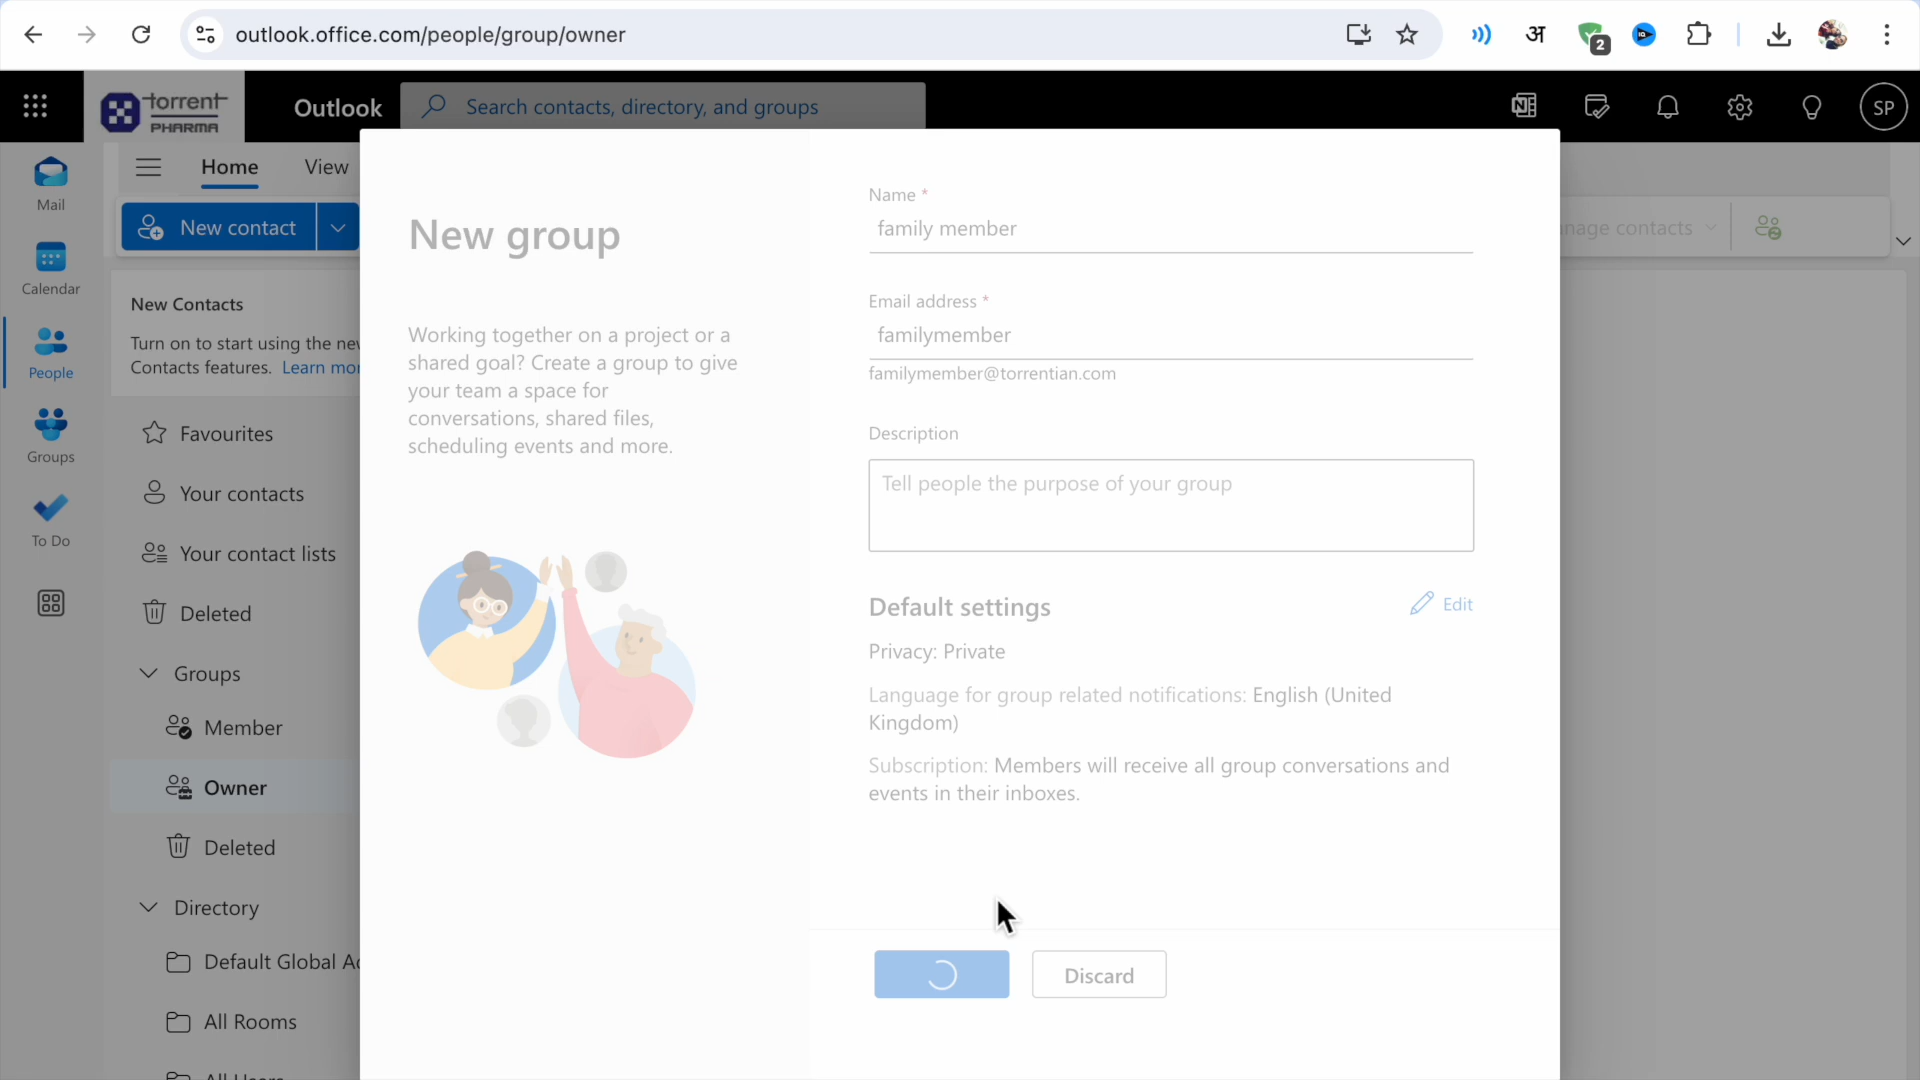 outlook.office.com/people/group/owner
अ
2
torrent
PHARMA
Outlook
Search contacts, directory, and groups
SP
Mail
Calendar
People
Groups
To Do
Home
View
New contact
nage contacts
New Contacts
Turn on to start using the nev
Contacts features. Learn mor
Favourites
Your contacts
Your contact lists
Deleted
Groups
Member
Owner
Deleted
Directory
Default Global Ad
All Rooms
New group
Working together on a project or a
shared goal? Create a group to give
your team a space for
conversations, shared files,
scheduling events and more.
Name *
family member
Email address *
familymember
familymember@torrentian.com
Description
Tell people the purpose of your group
Default settings
Edit
Privacy: Private
Language for group related notifications: English (United
Kingdom)
Subscription: Members will receive all group conversations and
events in their inboxes.
Discard